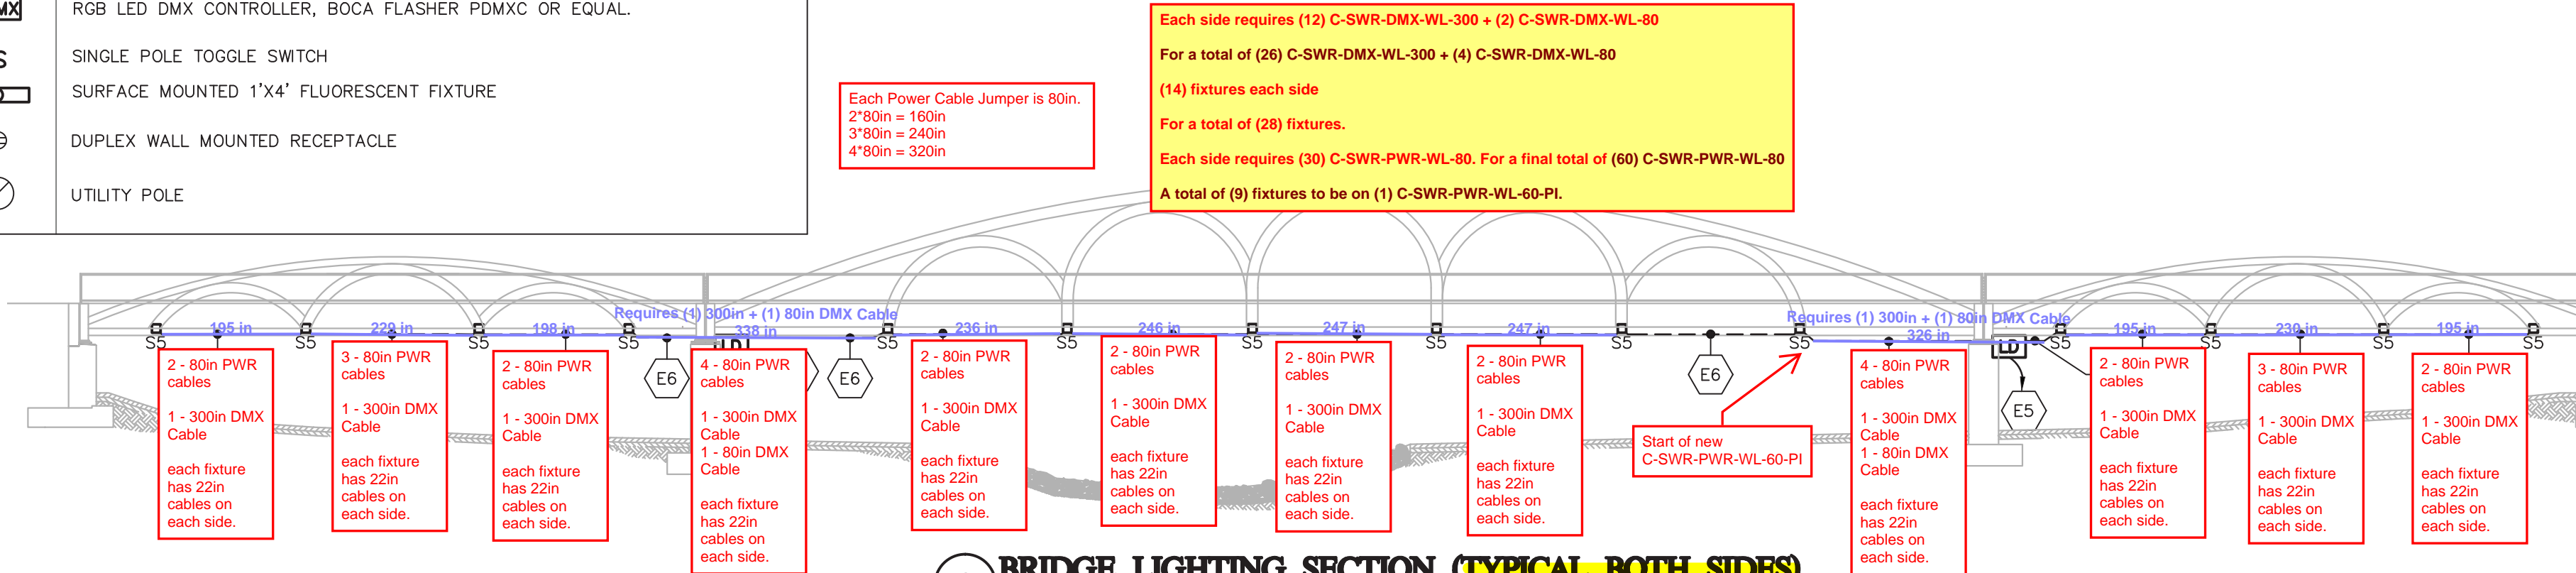 MX
RGB LED DMX CONTROLLER, BOCA FLASHER PDMXC OR EQUAL.
S
SINGLE POLE TOGGLE SWITCH
SURFACE MOUNTED 1'X4' FLUORESCENT FIXTURE
DUPLEX WALL MOUNTED RECEPTACLE
UTILITY POLE
Each Power Cable Jumper is 80in.
2*80in = 160in
3*80in = 240in
4*80in = 320in
Each side requires (12) C-SWR-DMX-WL-300 + (2) C-SWR-DMX-WL-80
For a total of (26) C-SWR-DMX-WL-300 + (4) C-SWR-DMX-WL-80
(14) fixtures each side
For a total of (28) fixtures.
Each side requires (30) C-SWR-PWR-WL-80. For a final total of (60) C-SWR-PWR-WL-80
A total of (9) fixtures to be on (1) C-SWR-PWR-WL-60-PI.
Requires (1) 300in + (1) 80in DMX Cable
Requires (1) 300in + (1) 80in DMX Cable
195 in
229 in
198 in
338 in
236 in
246 in
247 in
247 in
326 in
195 in
230 in
195 in
S5
S5
S5
S5
S5
S5
S5
S5
S5
S5
S5
S5
S5
S5
LD
E6
E6
E6
LD
E5
2 - 80in PWR
cables
1 - 300in DMX
Cable
each fixture
has 22in
cables on
each side.
3 - 80in PWR
cables
1 - 300in DMX
Cable
each fixture
has 22in
cables on
each side.
2 - 80in PWR
cables
1 - 300in DMX
Cable
each fixture
has 22in
cables on
each side.
4 - 80in PWR
cables
1 - 300in DMX
Cable
1 - 80in DMX
Cable
each fixture
has 22in
cables on
each side.
2 - 80in PWR
cables
1 - 300in DMX
Cable
each fixture
has 22in
cables on
each side.
2 - 80in PWR
cables
1 - 300in DMX
Cable
each fixture
has 22in
cables on
each side.
2 - 80in PWR
cables
1 - 300in DMX
Cable
each fixture
has 22in
cables on
each side.
2 - 80in PWR
cables
1 - 300in DMX
Cable
each fixture
has 22in
cables on
each side.
Start of new
C-SWR-PWR-WL-60-PI
4 - 80in PWR
cables
1 - 300in DMX
Cable
1 - 80in DMX
Cable
each fixture
has 22in
cables on
each side.
2 - 80in PWR
cables
1 - 300in DMX
Cable
each fixture
has 22in
cables on
each side.
3 - 80in PWR
cables
1 - 300in DMX
Cable
each fixture
has 22in
cables on
each side.
2 - 80in PWR
cables
1 - 300in DMX
Cable
each fixture
has 22in
cables on
each side.
BRIDGE LIGHTING SECTION (TYPICAL BOTH SIDES)